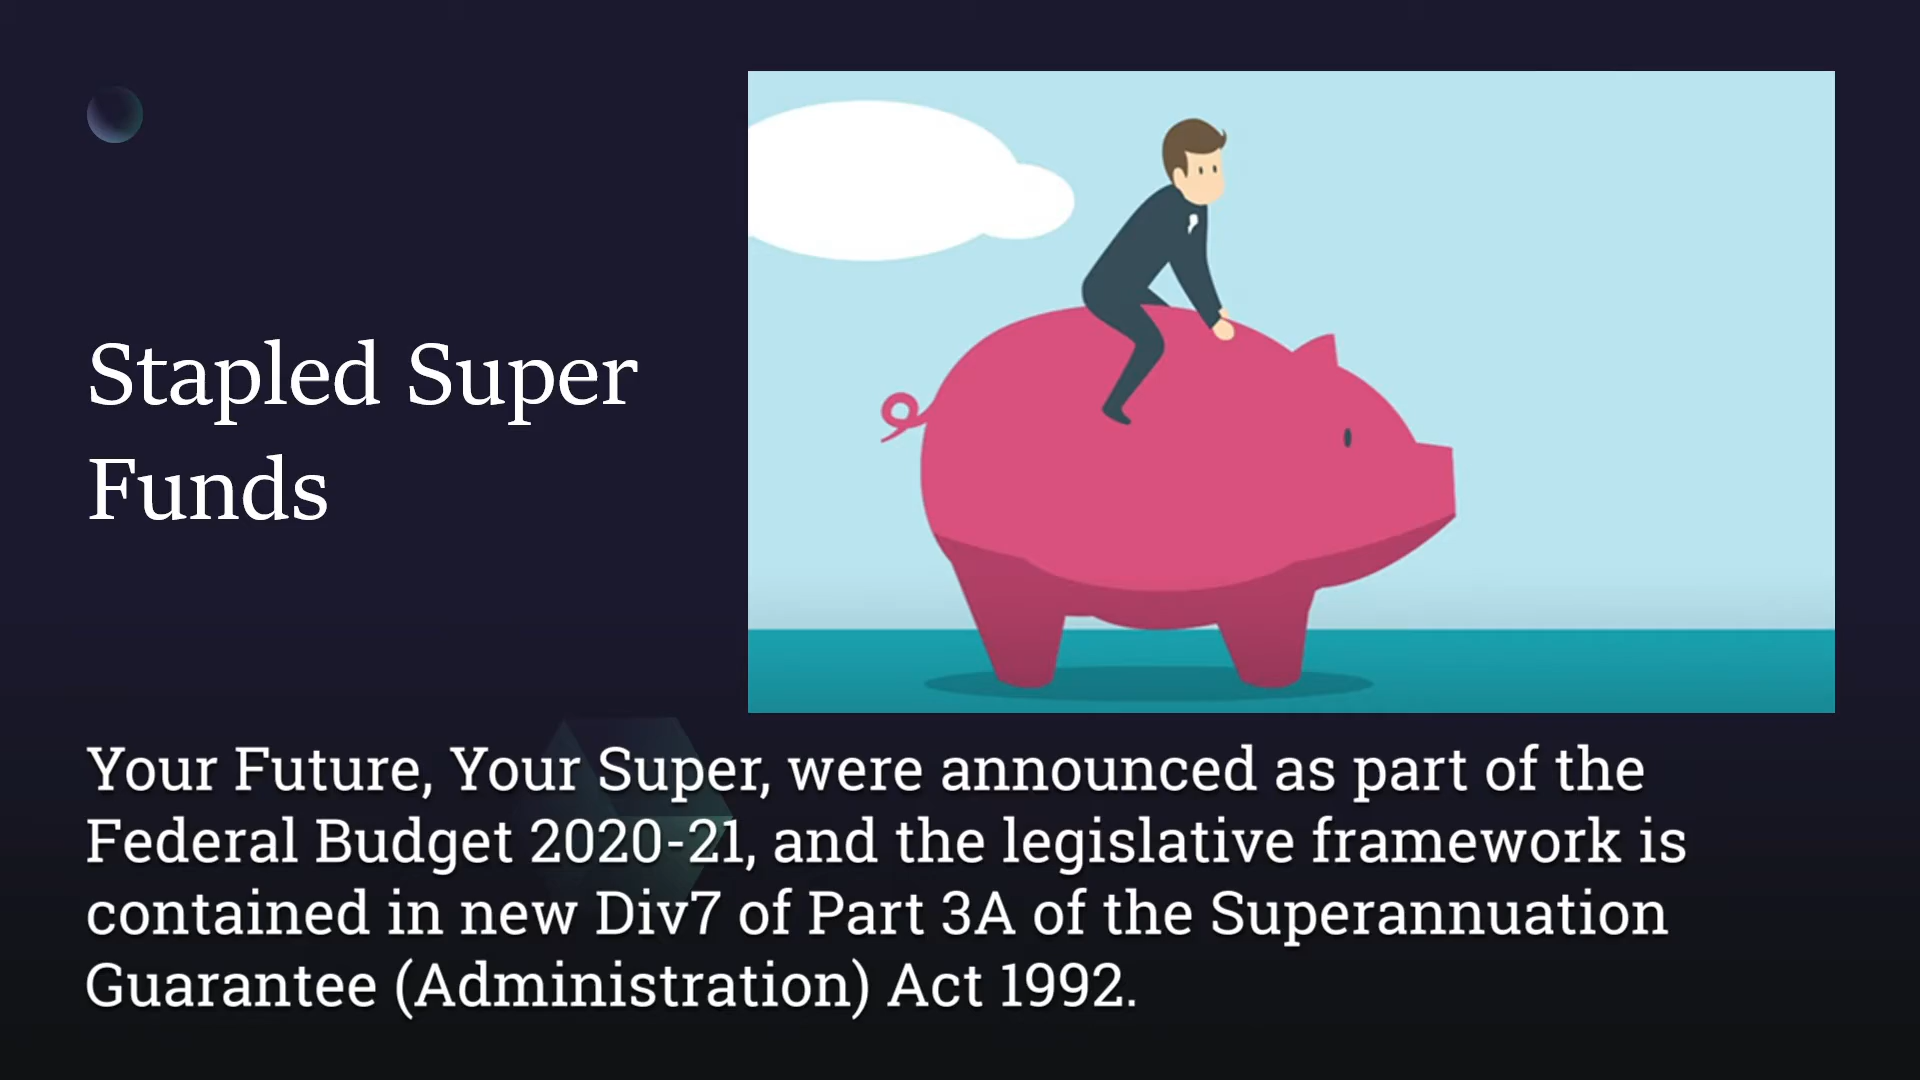 Stapled Super
Funds
Your Future, Your Super, were announced as part of the
Federal Budget 2020-21, and the legislative framework is
contained in new Div7 of Part 3A of the Superannuation
Guarantee (Administration) Act 1992.